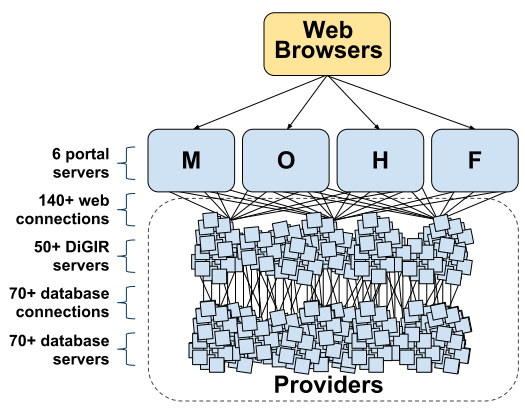 Web
Browsers
6 portal
servers
M
O
H
F
140+ web
connections
50+ DiGIR
servers
70+ database
connections
70+ database
servers
Providers